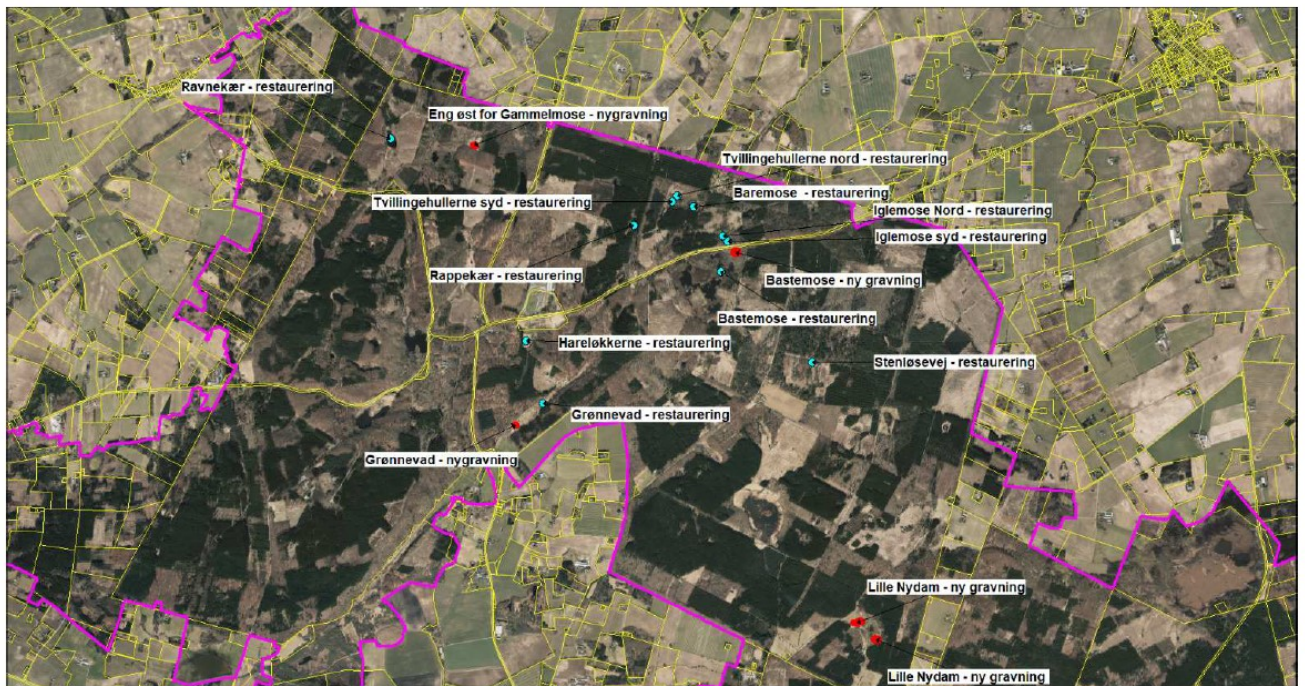 Ravnekær - restaurering
Eng øst for Gammelmose - nygravning
Tvillingehullerne nord - restaurering
Baremose - restaurering
Tvillingehullerne syd - restaurering
Iglemose Nord - restaurering
Iglemose syd - restaurering
Rappekær - restaurering
Bastemose - ny gravning
Bastemose - restaurering
Hareløkkerne - restaurering
Stenløsevej - restaurering
Grønnevad - restaurering
Grønnevad - nygravning
Lille Nydam - ny gravning
Lille Nydam - ny gravning